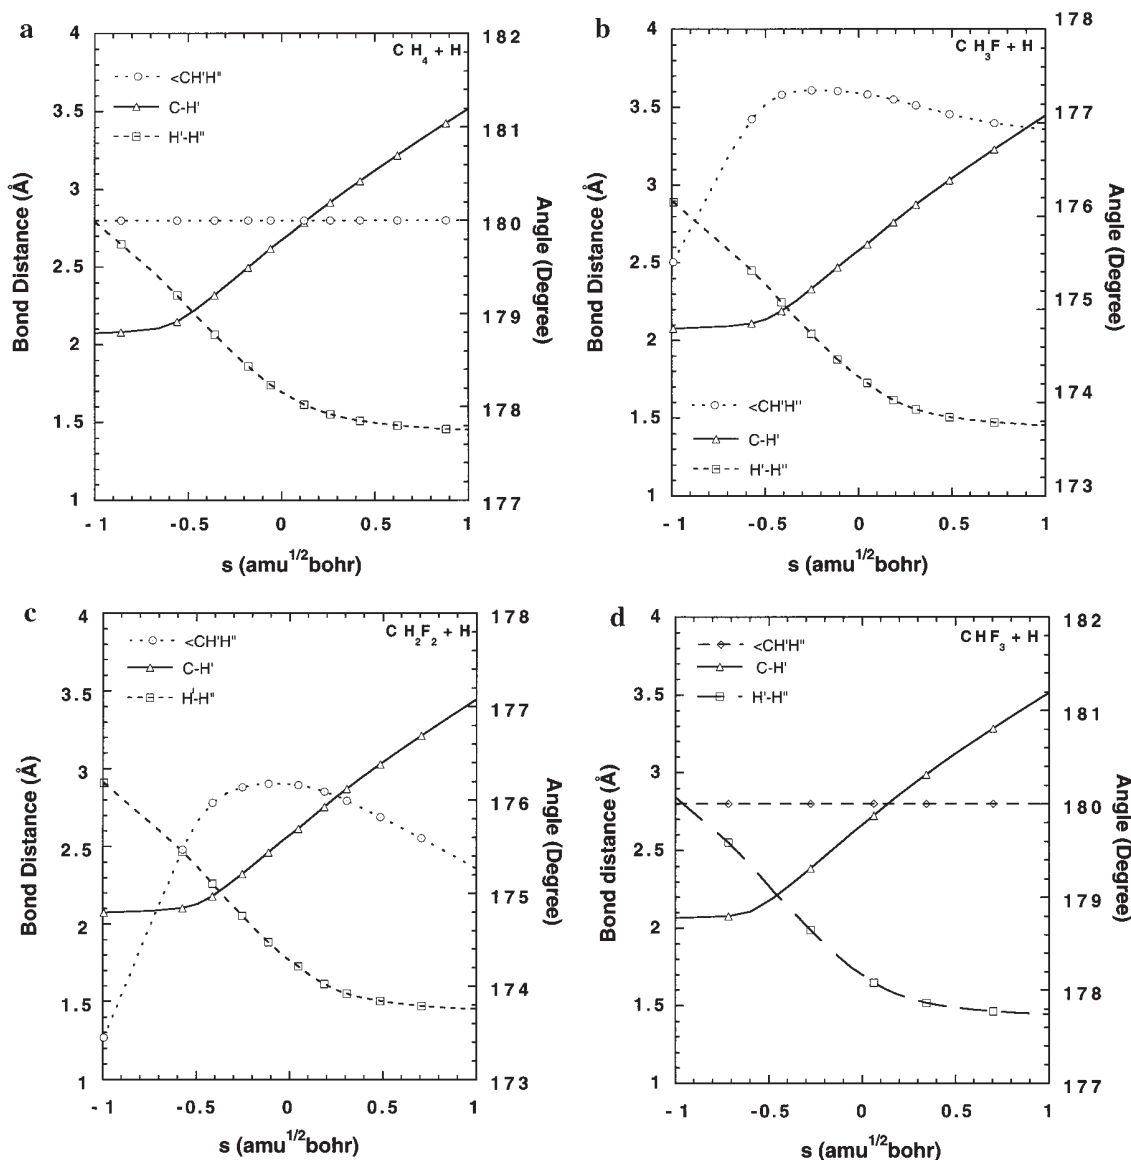 a
CH4 + H
<CH'H"
C-H'
H'-H"
4
3.5
3
2.5
2
1.5
1
Bond Distance (Å)
182
181
180
179
178
177
Angle (Degree)
- 1
-0.5
0
0.5
1
s (amu1/2bohr)
b
CH3F + H
<CH'H"
C-H'
H'-H"
4
3.5
3
2.5
2
1.5
1
Bond Distance (Å)
178
177
176
175
174
173
Angle (Degree)
- 1
-0.5
0
0.5
1
s (amu1/2bohr)
c
CH2F2 + H
<CH'H"
C-H'
H'-H"
4
3.5
3
2.5
2
1.5
1
Bond Distance (Å)
178
177
176
175
174
173
Angle (Degree)
- 1
-0.5
0
0.5
1
s (amu1/2bohr)
d
CHF3 + H
<CH'H"
C-H'
H'-H"
4
3.5
3
2.5
2
1.5
1
Bond distance (Å)
182
181
180
179
178
177
Angle (Degree)
- 1
-0.5
0
0.5
1
s (amu1/2bohr)